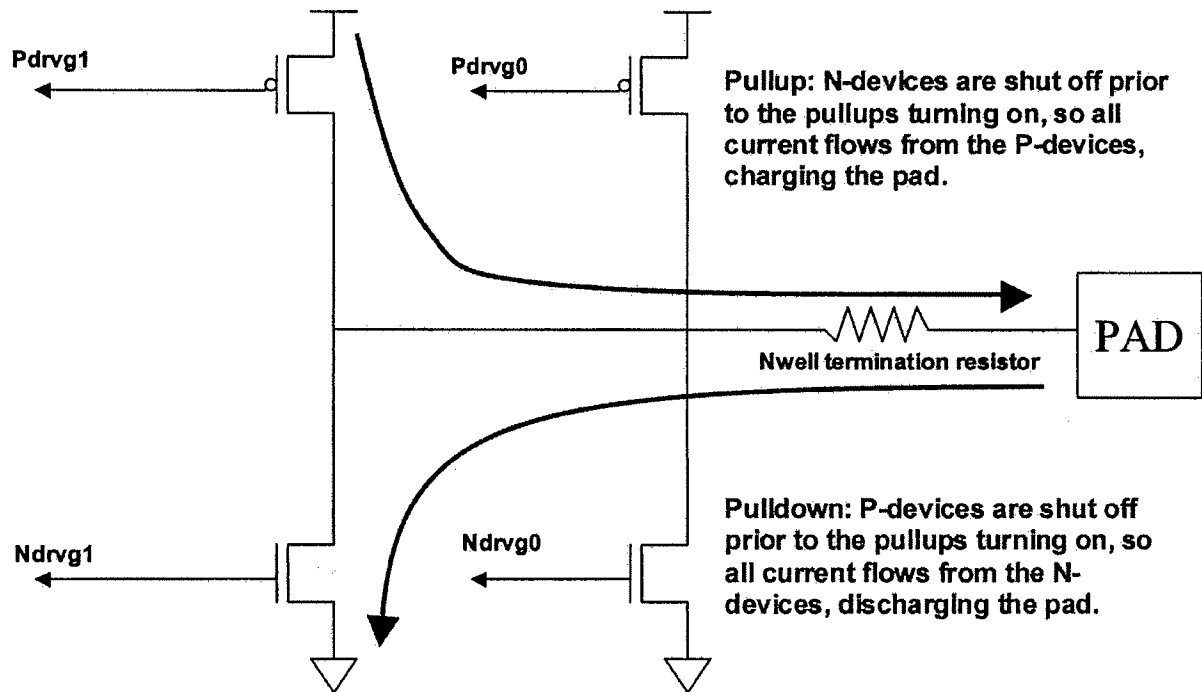 Pdrvg1
Pdrvg0
Pullup: N-devices are shut off prior
to the pullups turning on, so all
current flows from the P-devices,
charging the pad.
PAD
Nwell termination resistor
Ndrvg1
Ndrvg0
Pulldown: P-devices are shut off
prior to the pullups turning on, so
all current flows from the N-
devices, discharging the pad.